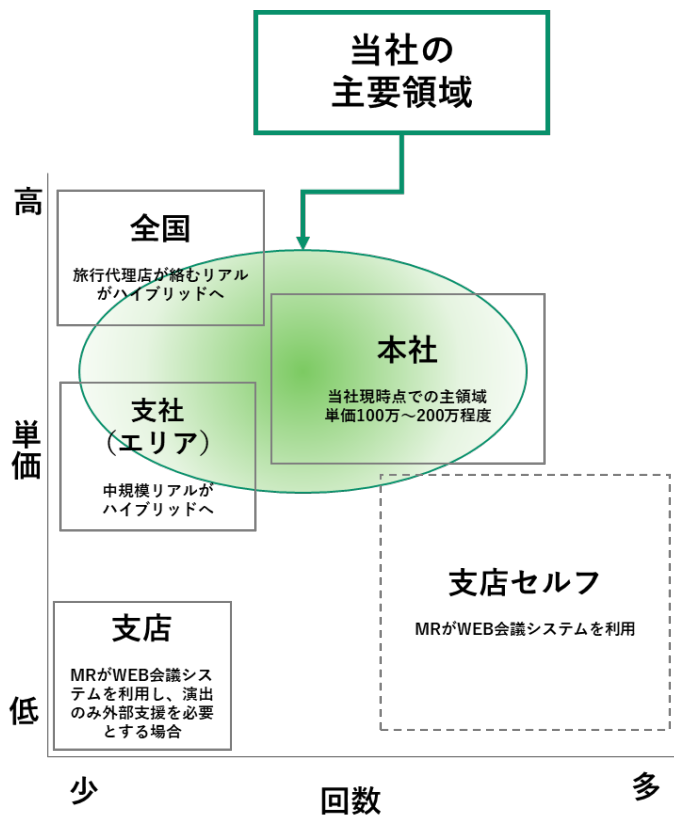 当社の
主要領域
高
全国
旅行代理店が絡むリアル
がハイブリッドへ
本社
当社現時点での主領域
単価100万～200万程度
支社
（エリア）
中規模リアルが
ハイブリッドへ
単価
支店セルフ
MRがWEB会議システムを利用
支店
MRがWEB会議シス
テムを利用し、演出
のみ外部支援を必要
とする場合
低
少
回数
多